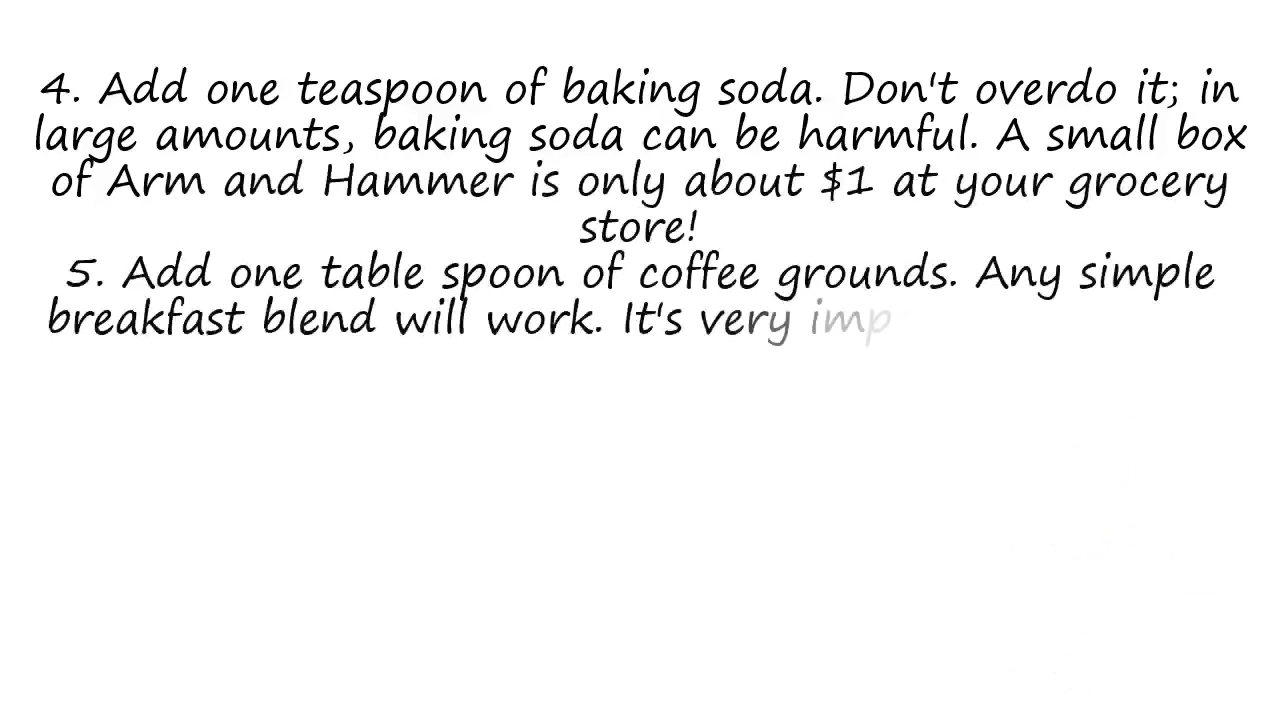 4. Add one teaspoon of baking soda. Don't overdo it; in
large amounts, baking soda can be harmful. A small box
of Arm and Hammer is only about $1 at your grocery
store!
5. Add one table spoon of coffee grounds. Any simple
breakfast blend will work. It's very imp